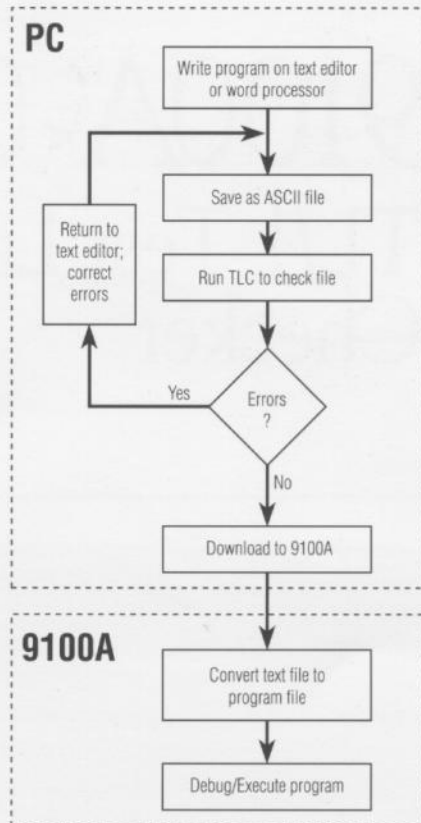 PC
Write program on text editor
or word processor
Save as ASCII file
Return to
text editor;
correct
errors
Run TLC to check file
Yes
Errors
?
No
Download to 9100A
9100A
Convert text file to
program file
Debug/Execute program